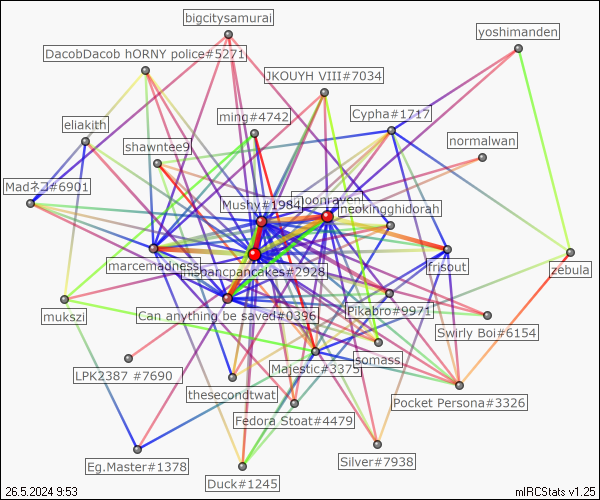 bigcitysamurai
yoshimanden
DacobDacob hORNY police#5271
JKOUYH VIII#7034
ming#4742
Cypha#1717
eliakith
normalwan
shawntee9
Madネコ#6901
Mushy#1984
moonraven
neokingghidorah
marcemadness
frisout
zebula
mukszi
Can anything be saved#0396
Pikabro#9971
Swirly Boi#6154
somass
Majestic#3375
LPK2387 #7690
thesecondtwat
Pocket Persona#3326
Fedora Stoat#4479
Eg.Master#1378
Silver#7938
Duck#1245
26.5.2024 9:53
mIRCStats v1.25